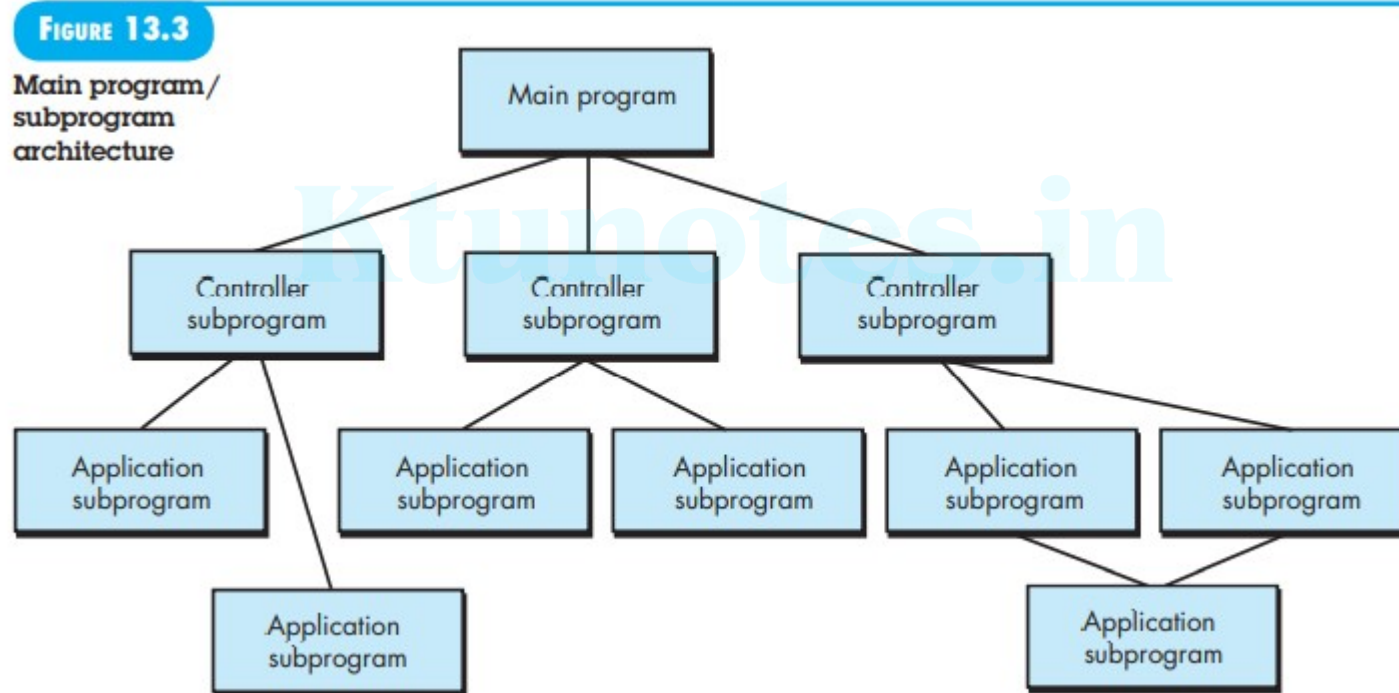 FIGURE 13.3
Main program/
subprogram
architecture
Main program
Ktunotes.in
Controller
subprogram
Controller
subprogram
Controller
subprogram
Application
subprogram
Application
subprogram
Application
subprogram
Application
subprogram
Application
subprogram
Application
subprogram
Application
subprogram